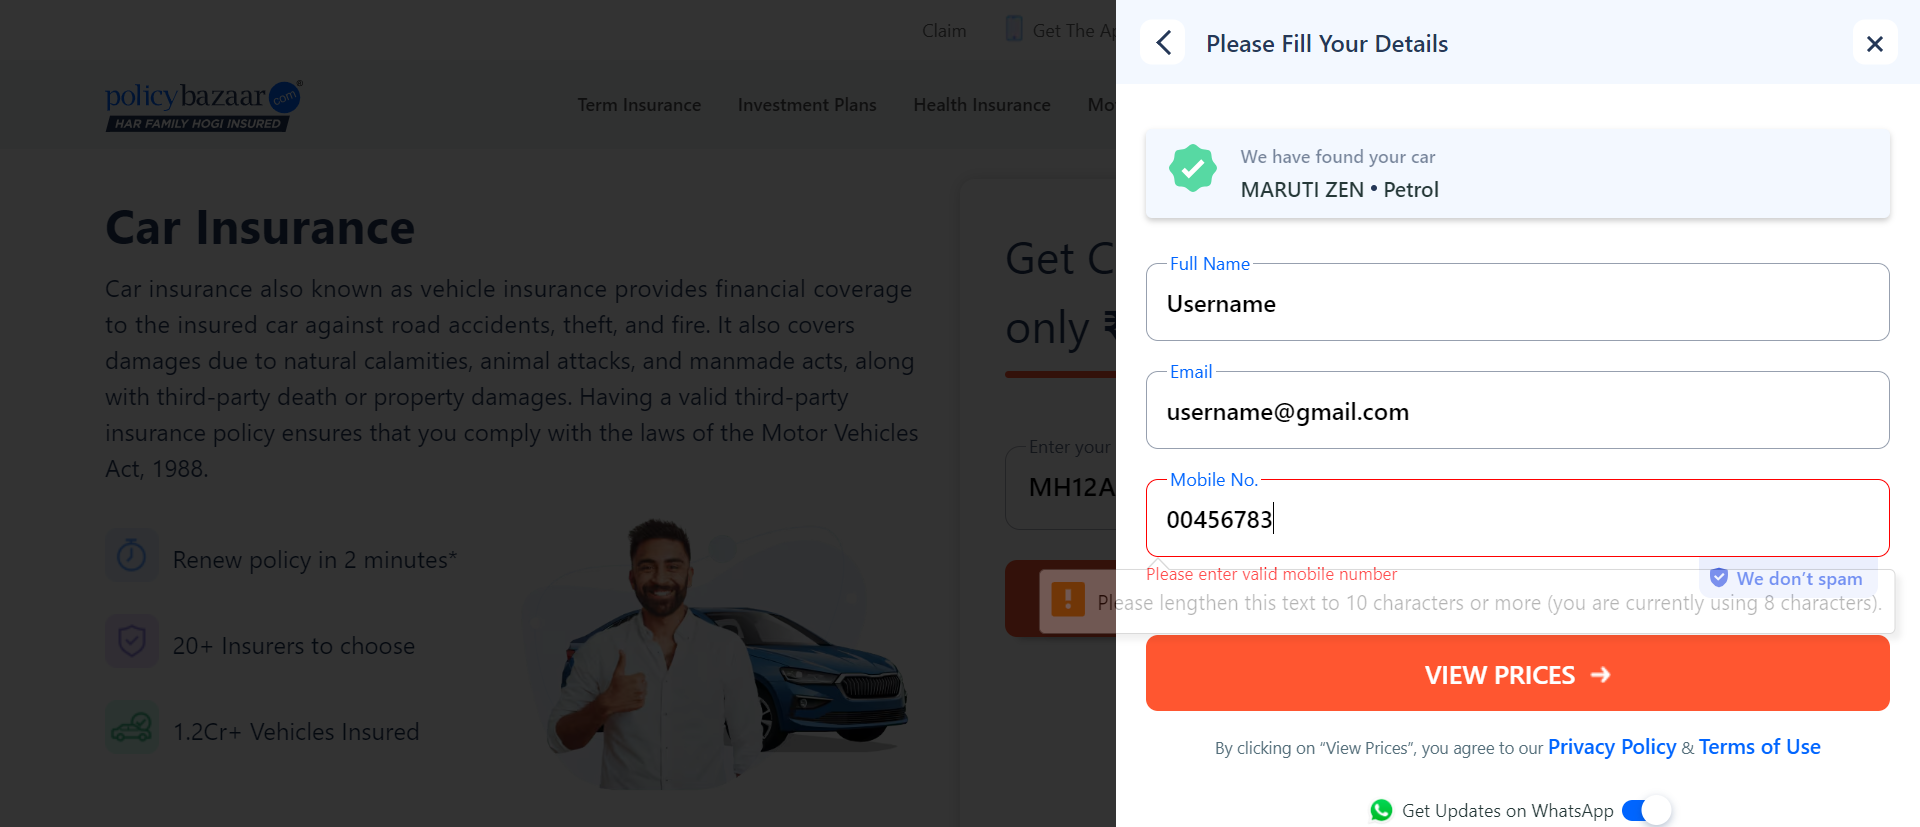 Claim
Get The Ap
policybazaar.com®
HAR FAMILY HOGI INSURED
Term Insurance
Investment Plans
Health Insurance
Mo
Car Insurance
Car insurance also known as vehicle insurance provides financial coverage
to the insured car against road accidents, theft, and fire. It also covers
damages due to natural calamities, animal attacks, and manmade acts, along
with third-party death or property damages. Having a valid third-party
insurance policy ensures that you comply with the laws of the Motor Vehicles
Act, 1988.
Renew policy in 2 minutes*
20+ Insurers to choose
1.2Cr+ Vehicles Insured
Get C
only ₹
Enter your
MH12A
Please Fill Your Details
We have found your car
MARUTI ZEN • Petrol
Full Name
Username
Email
username@gmail.com
Mobile No.
00456783
Please enter valid mobile number
We don't spam
Please lengthen this text to 10 characters or more (you are currently using 8 characters).
VIEW PRICES
By clicking on “View Prices”, you agree to our Privacy Policy & Terms of Use
Get Updates on WhatsApp